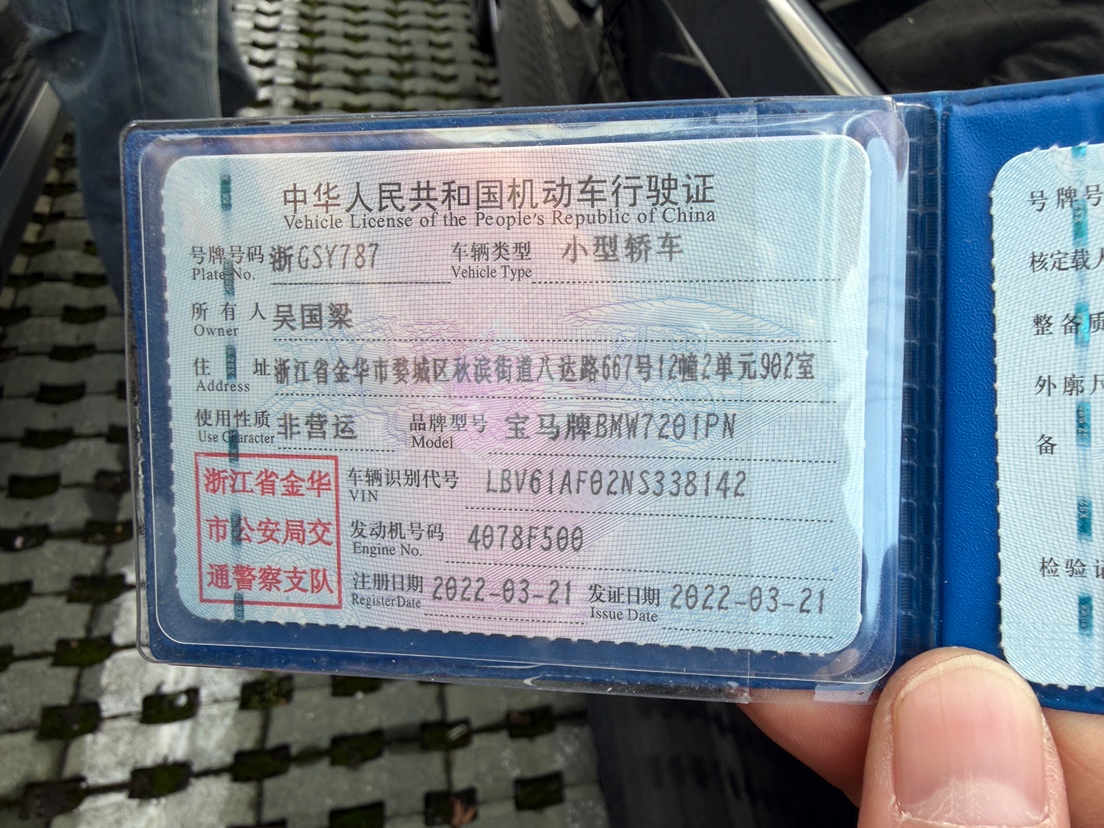 中华人民共和国机动车行驶证
Vehicle License of the People's Republic of China
号牌号码 浙GSY787 车辆类型 小型轿车
Plate No. Vehicle Type
所有人 吴国梁
Owner
住址 浙江省金华市婺城区秋滨街道八达路667号12幢2单元902室
Address
使用性质 非营运 品牌型号 宝马牌BMW7201PN
Use Character Model
浙江省金华
市公安局交
通警察支队
车辆识别代号 LBV61AF02NS338142
VIN
发动机号码 4078F500
Engine No.
注册日期 2022-03-21 发证日期 2022-03-21
Register Date Issue Date
号牌号
核定载人
整备质
外廓尺
备
检验记